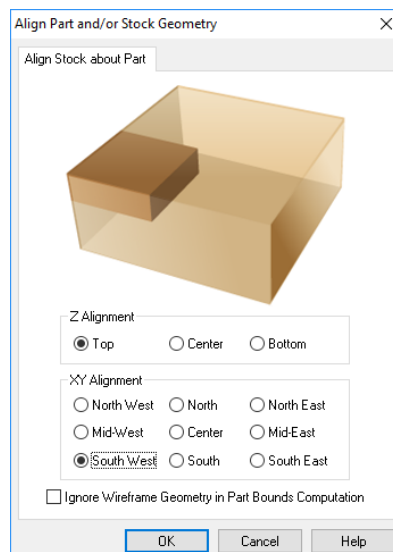 Align Part and/or Stock Geometry
Align Stock about Part
Z Alignment
Top Center Bottom
XY Alignment
North West North North East
Mid-West Center Mid-East
South West South South East
Ignore Wireframe Geometry in Part Bounds Computation
OK Cancel Help